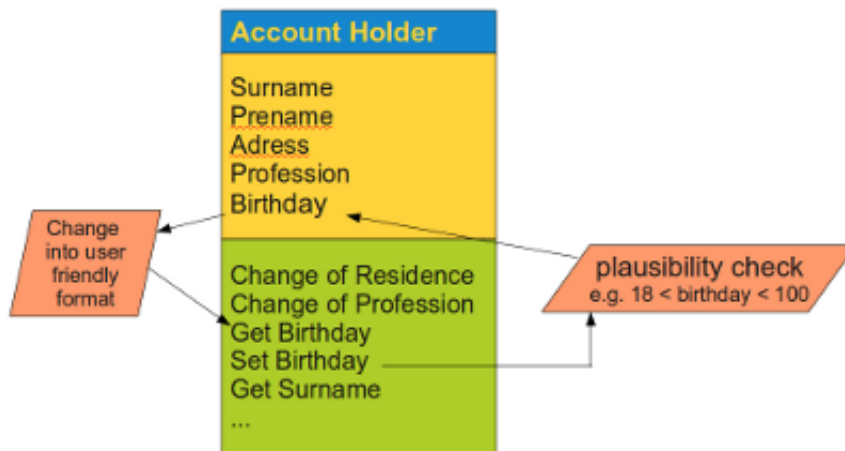 Account Holder
Surname
Prename
Adress
Profession
Birthday
Change
into user
friendly
format
plausibility check
e.g. 18 < birthday < 100
Change of Residence
Change of Profession
Get Birthday
Set Birthday
Get Surname
...